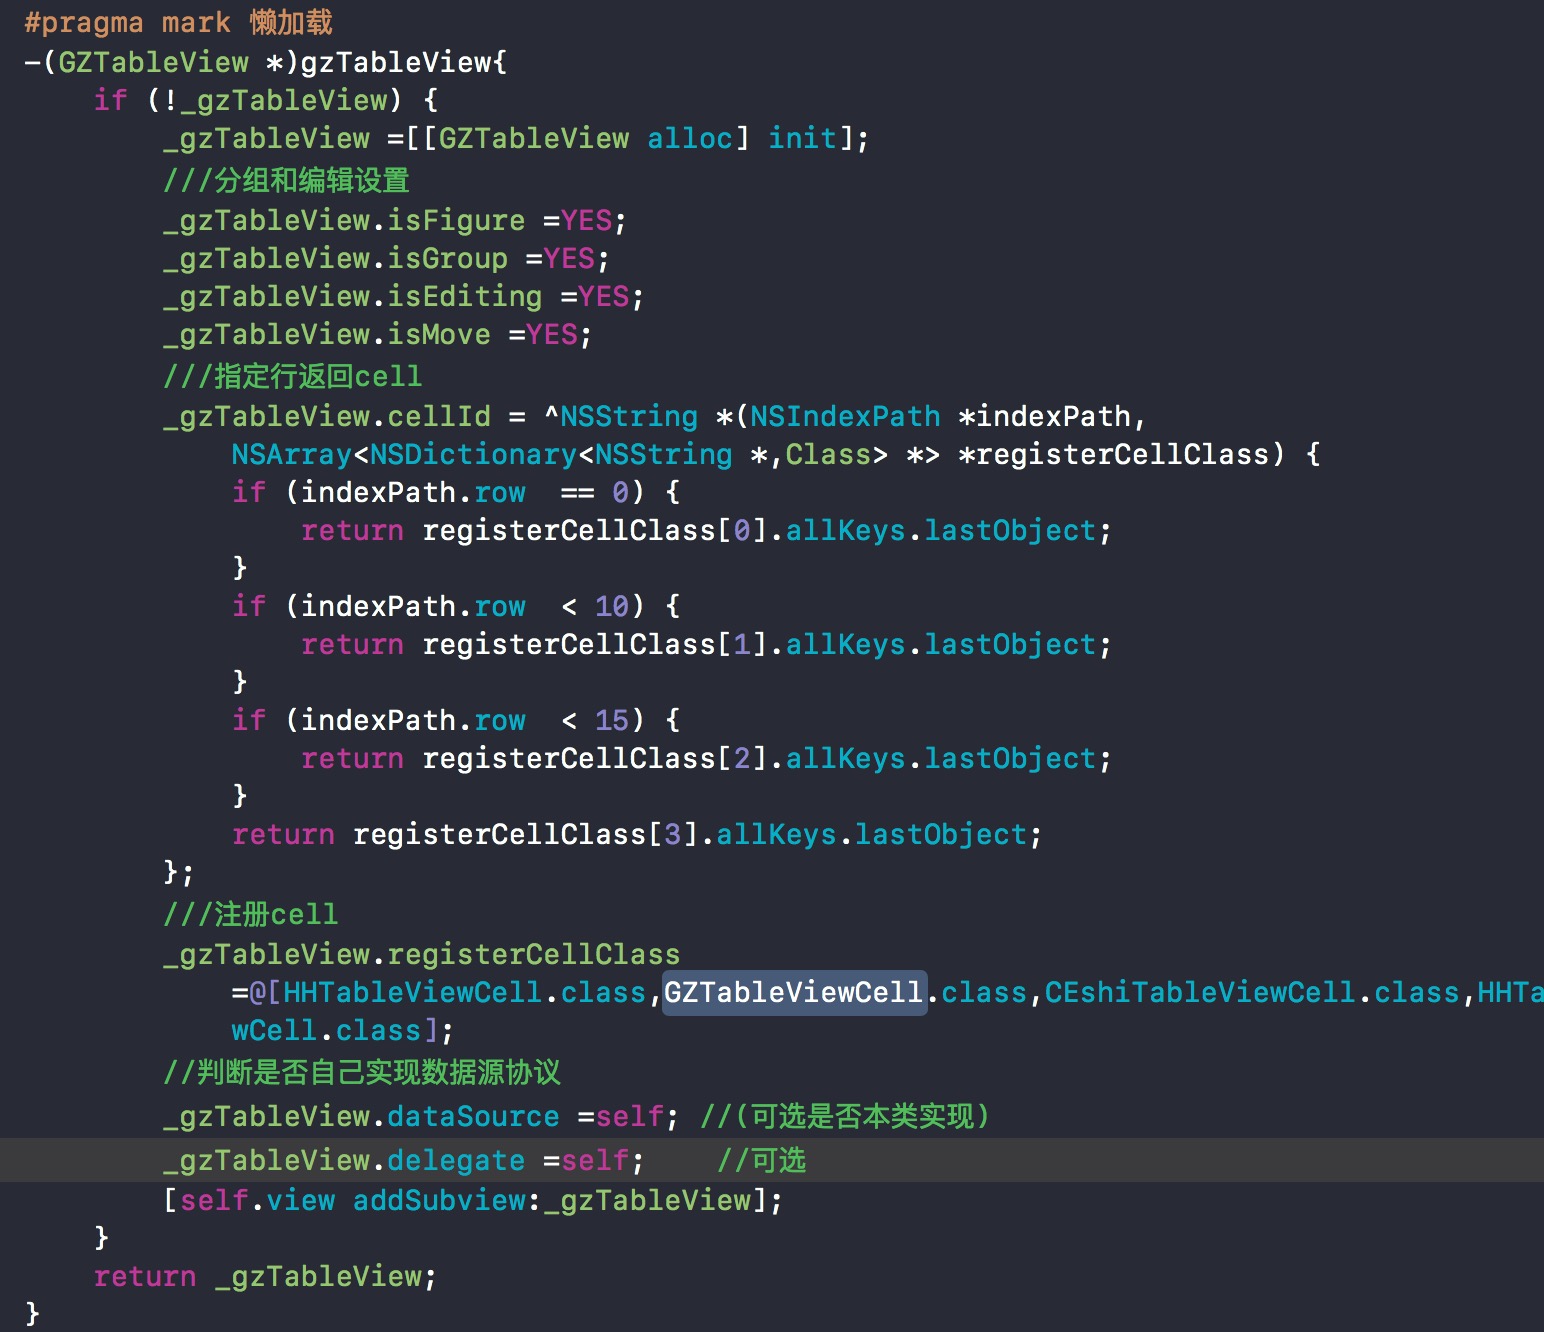 #pragma mark 懒加载
-(GZTableView *)gzTableView{
    if (!_gzTableView) {
        _gzTableView =[[GZTableView alloc] init];
        ///分组和编辑设置
        _gzTableView.isFigure =YES;
        _gzTableView.isGroup =YES;
        _gzTableView.isEditing =YES;
        _gzTableView.isMove =YES;
        ///指定行返回cell
        _gzTableView.cellId = ^NSString *(NSIndexPath *indexPath,
            NSArray<NSDictionary<NSString *,Class> *> *registerCellClass) {
            if (indexPath.row  == 0) {
                return registerCellClass[0].allKeys.lastObject;
            }
            if (indexPath.row  < 10) {
                return registerCellClass[1].allKeys.lastObject;
            }
            if (indexPath.row  < 15) {
                return registerCellClass[2].allKeys.lastObject;
            }
            return registerCellClass[3].allKeys.lastObject;
        };
        ///注册cell
        _gzTableView.registerCellClass
            =@[HHTableViewCell.class,GZTableViewCell.class,CEshiTableViewCell.class,HHTa
            wCell.class];
        //判断是否自己实现数据源协议
        _gzTableView.dataSource =self; //(可选是否本类实现)
        _gzTableView.delegate =self;    //可选
        [self.view addSubview:_gzTableView];
    }
    return _gzTableView;
}